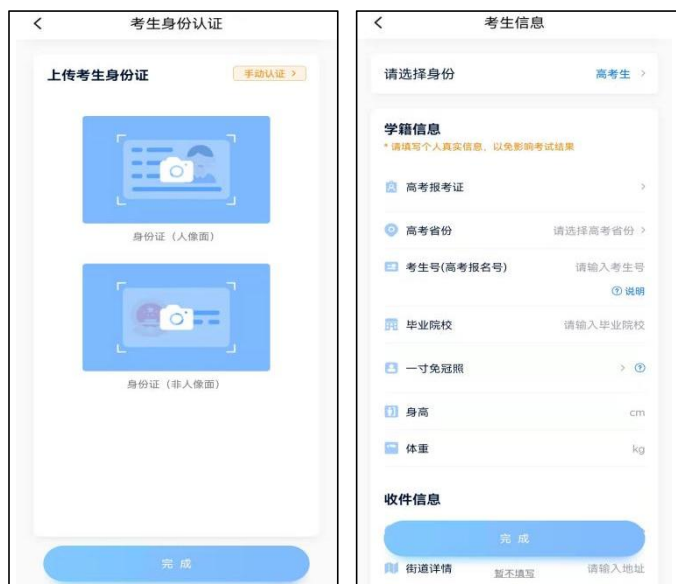 考生身份认证
上传考生身份证
手动认证 >
身份证（人像面）
身份证（非人像面）
完成
考生信息
请选择身份 高考生 >
学籍信息
* 请填写个人真实信息，以免影响考试结果
高考报考证 >
高考省份 请选择高考省份 >
考生号(高考报名号) 请输入考生号
? 说明
毕业院校 请输入毕业院校
一寸免冠照 > ?
身高 cm
体重 kg
收件信息
完成
街道详情 请输入地址
暂不填写